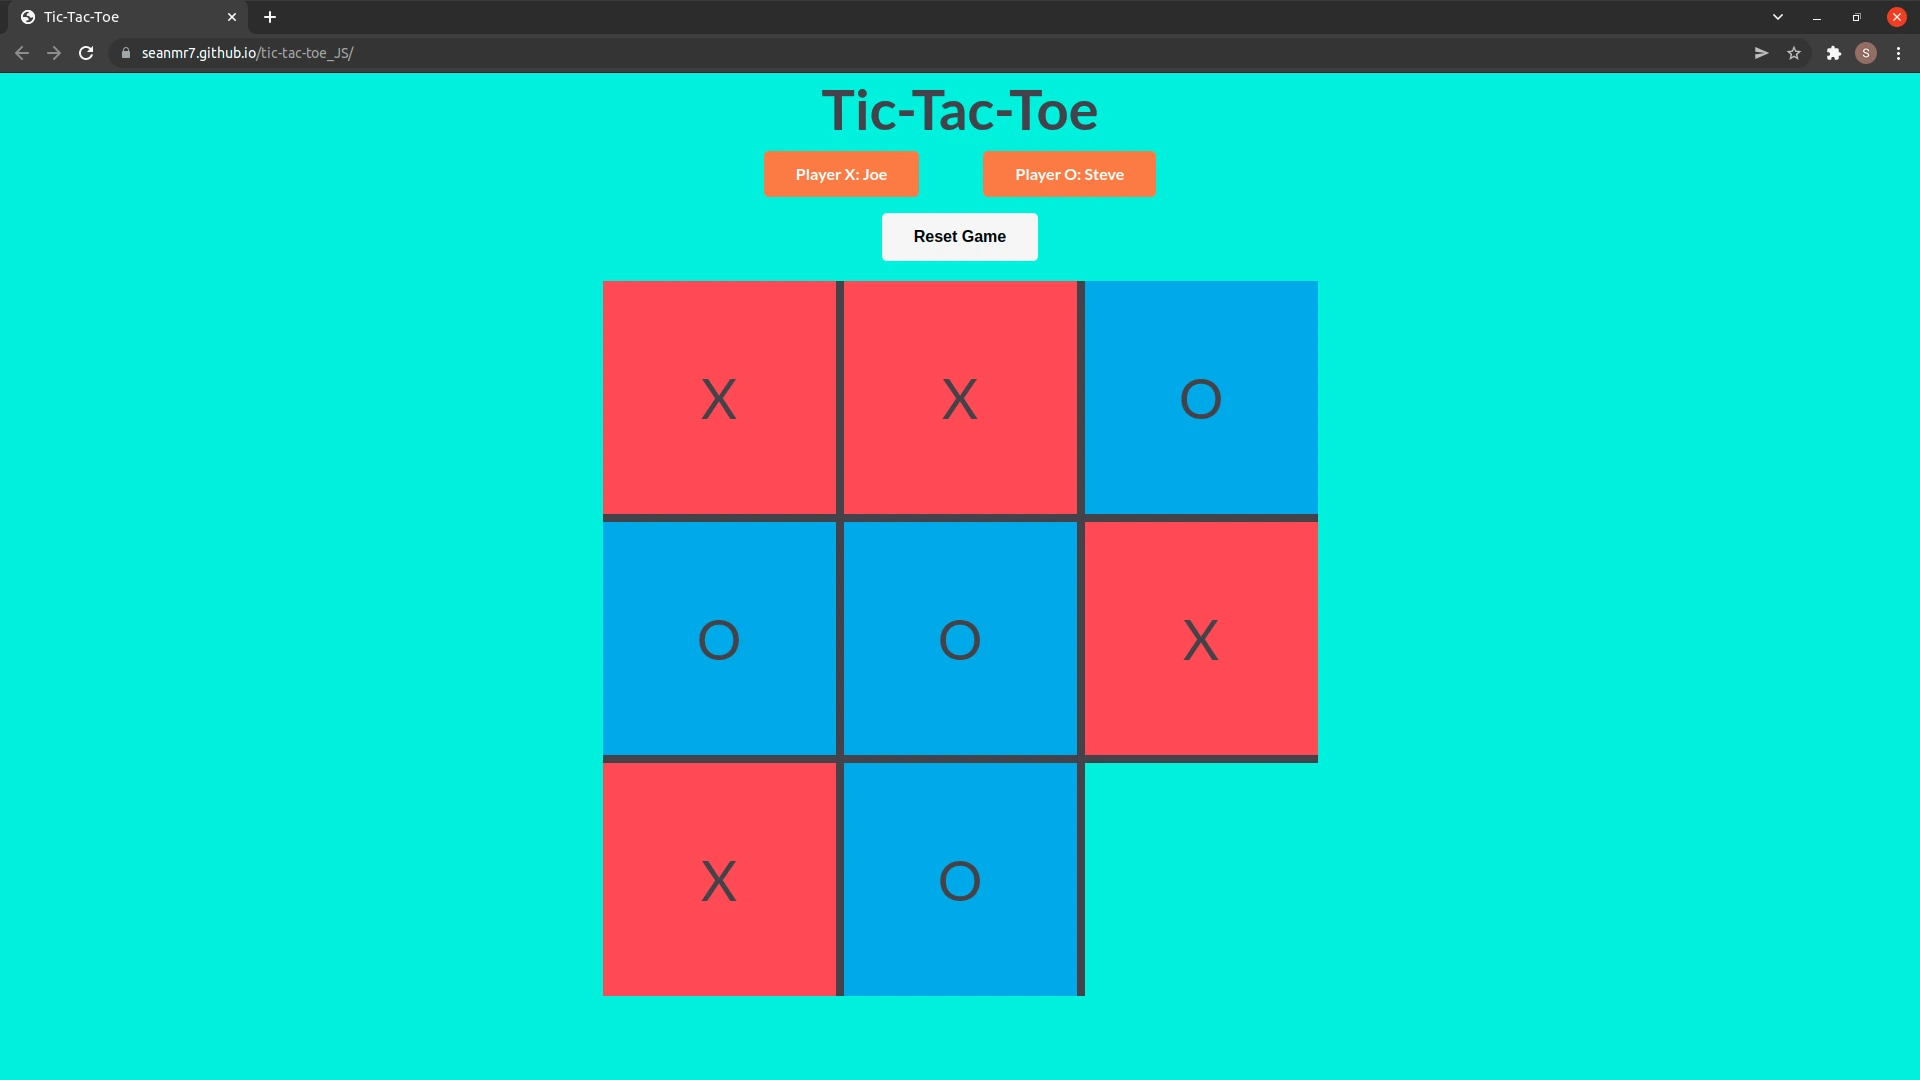 Tic-Tac-Toe
seanmr7.github.io/tic-tac-toe_JS/
S
Tic-Tac-Toe
Player X: Joe
Player O: Steve
Reset Game
X X O
O O X
X O